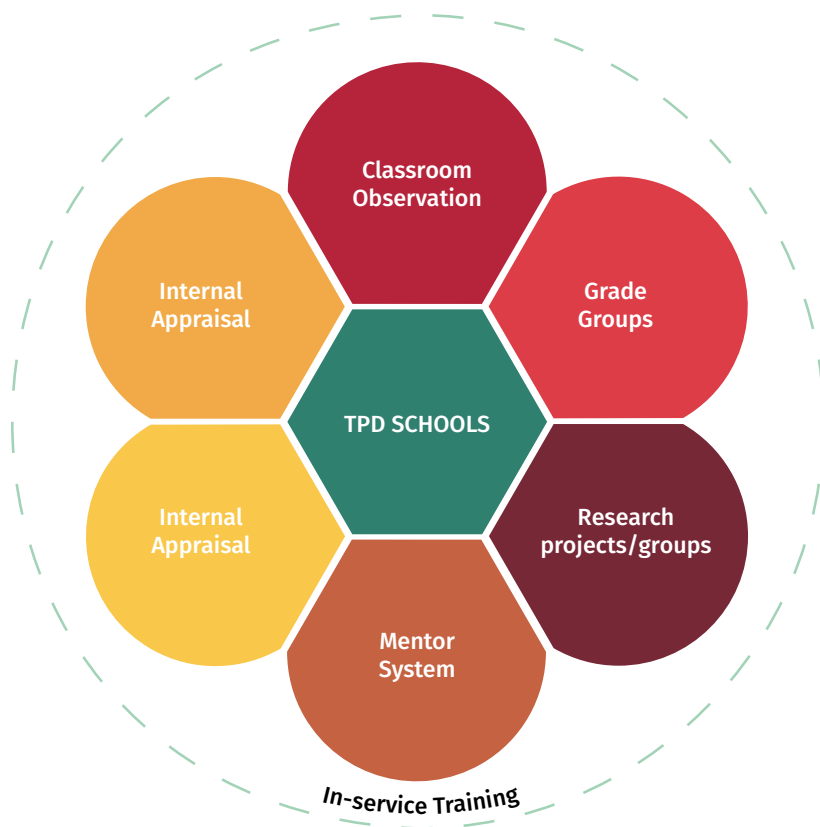 Classroom
Observation
Internal
Appraisal
Grade
Groups
TPD SCHOOLS
Internal
Appraisal
Research
projects/groups
Mentor
System
In-service Training